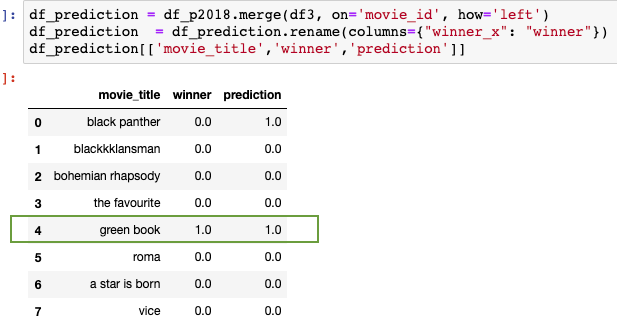 ]: df_prediction = df_p2018.merge(df3, on='movie_id', how='left')
df_prediction  = df_prediction.rename(columns={"winner_x": "winner"})
df_prediction[['movie_title','winner','prediction']]
]:
movie_title winner prediction
0 black panther 0.0 1.0
1 blackkklansman 0.0 0.0
2 bohemian rhapsody 0.0 0.0
3 the favourite 0.0 0.0
4 green book 1.0 1.0
5 roma 0.0 0.0
6 a star is born 0.0 0.0
7 vice 0.0 0.0